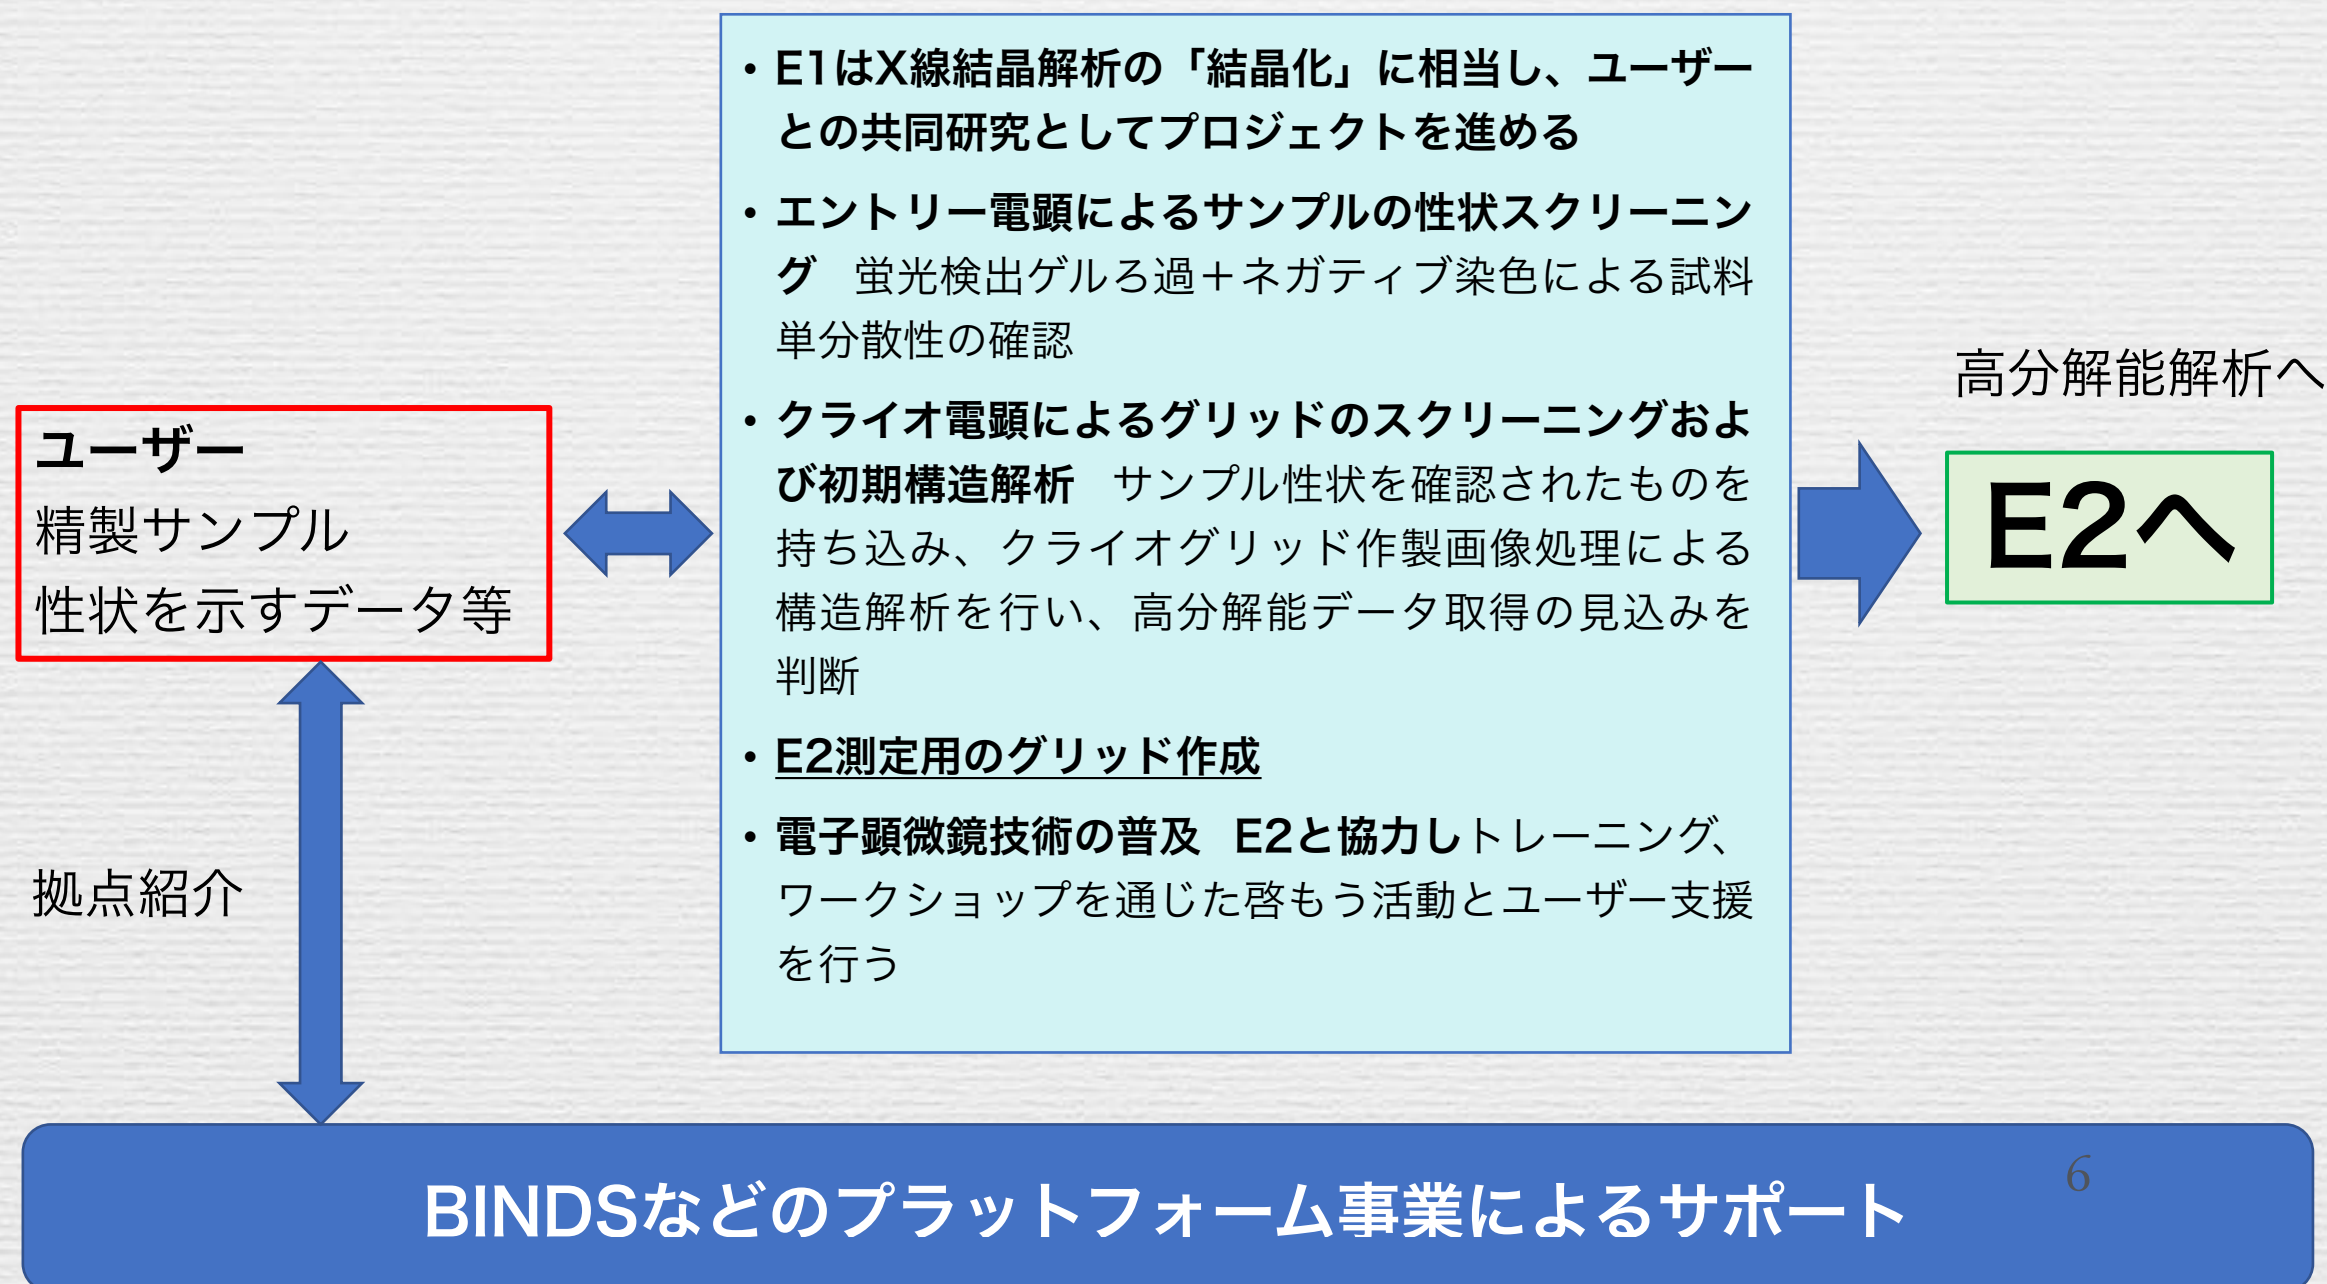 • E1はX線結晶解析の「結晶化」に相当し、ユーザー
との共同研究としてプロジェクトを進める
• エントリー電顕によるサンプルの性状スクリーニン
グ　蛍光検出ゲルろ過＋ネガティブ染色による試料
単分散性の確認
• クライオ電顕によるグリッドのスクリーニングおよ
び初期構造解析　サンプル性状を確認されたものを
持ち込み、クライオグリッド作製画像処理による
構造解析を行い、高分解能データ取得の見込みを
判断
• E2測定用のグリッド作成
• 電子顕微鏡技術の普及　E2と協力しトレーニング、
ワークショップを通じた啓もう活動とユーザー支援
を行う
ユーザー
精製サンプル
性状を示すデータ等
高分解能解析へ
E2へ
拠点紹介
BINDSなどのプラットフォーム事業によるサポート
6